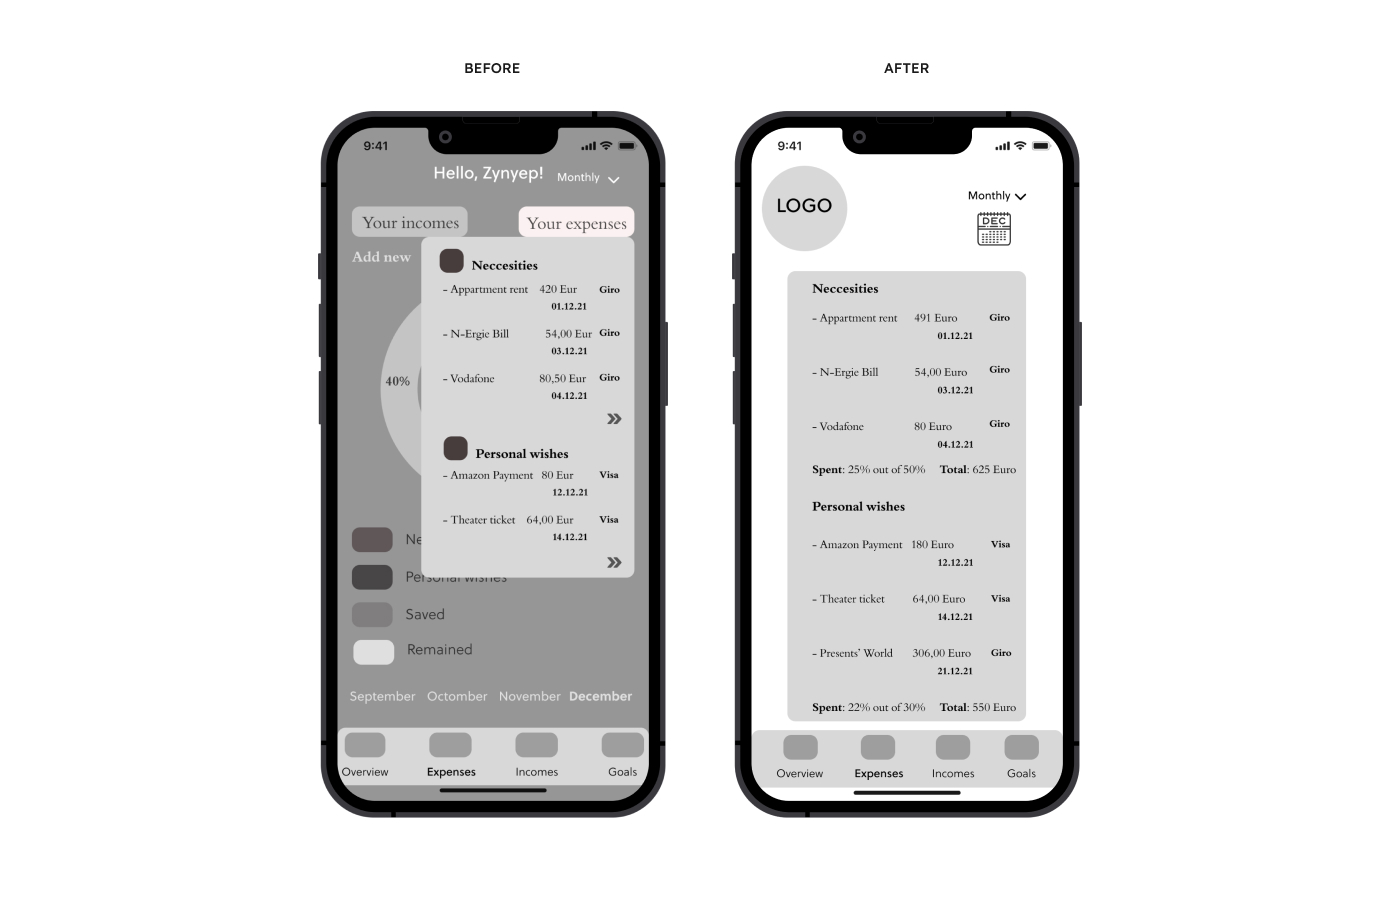 BEFORE
9:41
Hello, Zynyep!
Monthly
Your incomes
Your expenses
Add new
40%
Neccesities
- Appartment rent 420 Eur Giro
01.12.21
- N-Ergie Bill 54,00 Eur Giro
03.12.21
- Vodafone 80,50 Eur Giro
04.12.21
»
Personal wishes
- Amazon Payment 80 Eur Visa
12.12.21
- Theater ticket 64,00 Eur Visa
14.12.21
»
Ne
Personal wishes
Saved
Remained
September Octomber November December
Overview Expenses Incomes Goals
AFTER
9:41
LOGO
Monthly
DEC
Neccesities
- Appartment rent 491 Euro Giro
01.12.21
- N-Ergie Bill 54,00 Euro Giro
03.12.21
- Vodafone 80 Euro Giro
04.12.21
Spent: 25% out of 50% Total: 625 Euro
Personal wishes
- Amazon Payment 180 Euro Visa
12.12.21
- Theater ticket 64,00 Euro Visa
14.12.21
- Presents' World 306,00 Euro Giro
21.12.21
Spent: 22% out of 30% Total: 550 Euro
Overview Expenses Incomes Goals